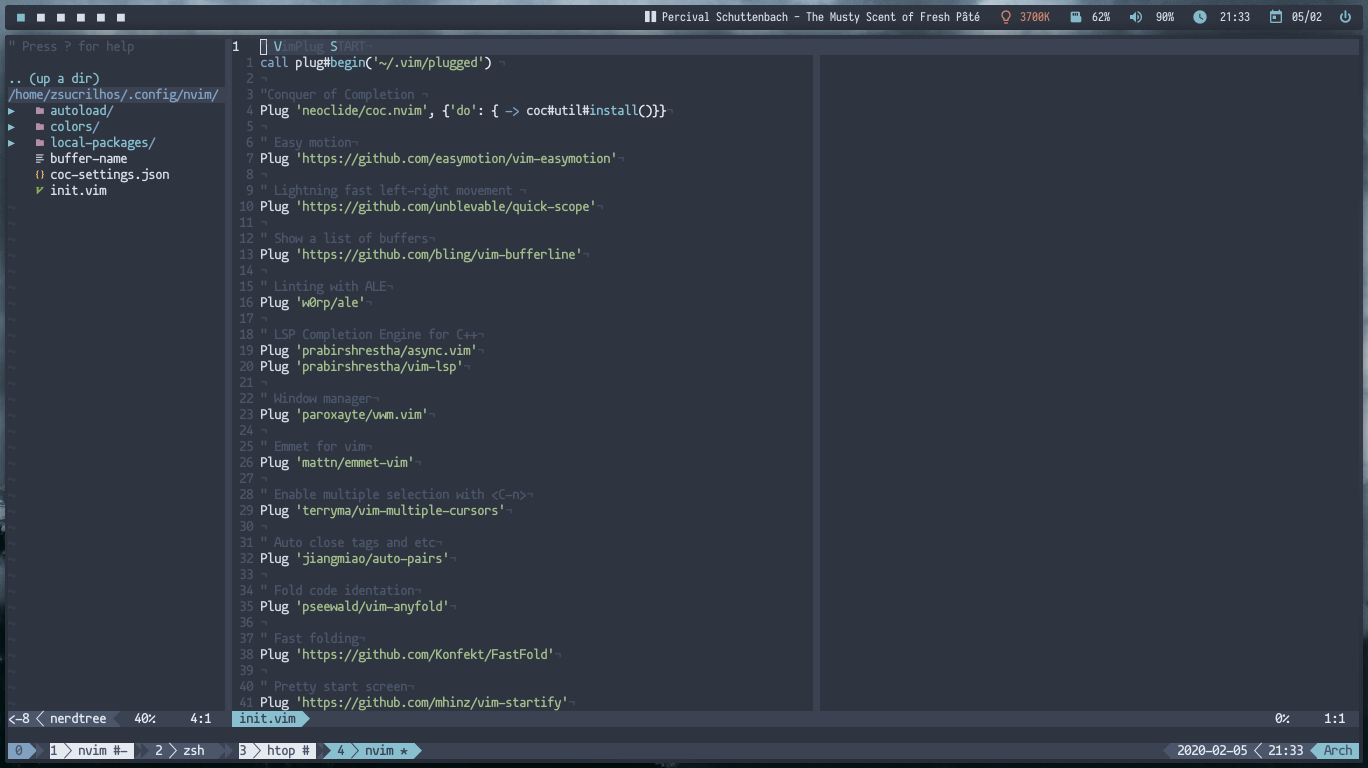 Percival Schuttenbach - The Musty Scent of Fresh Pâté 3700K 62% 90% 21:33 05/02
" Press ? for help
.. (up a dir)
/home/zsucrilhos/.config/nvim/
▸ autoload/
▸ colors/
▸ local-packages/
buffer-name
{} coc-settings.json
init.vim
1 " VimPlug START¬
1 call plug#begin('~/.vim/plugged') ¬
2 ¬
3 "Conquer of Completion ¬
4 Plug 'neoclide/coc.nvim', {'do': { -> coc#util#install()}}¬
5 ¬
6 " Easy motion¬
7 Plug 'https://github.com/easymotion/vim-easymotion'¬
8 ¬
9 " Lightning fast left-right movement ¬
10 Plug 'https://github.com/unblevable/quick-scope'¬
11 ¬
12 " Show a list of buffers¬
13 Plug 'https://github.com/bling/vim-bufferline'¬
14 ¬
15 " Linting with ALE¬
16 Plug 'w0rp/ale'¬
17 ¬
18 " LSP Completion Engine for C++¬
19 Plug 'prabirshrestha/async.vim'¬
20 Plug 'prabirshrestha/vim-lsp'¬
21 ¬
22 " Window manager¬
23 Plug 'paroxayte/vwm.vim'¬
24 ¬
25 " Emmet for vim¬
26 Plug 'mattn/emmet-vim'¬
27 ¬
28 " Enable multiple selection with <C-n>¬
29 Plug 'terryma/vim-multiple-cursors'¬
30 ¬
31 " Auto close tags and etc¬
32 Plug 'jiangmiao/auto-pairs'¬
33 ¬
34 " Fold code identation¬
35 Plug 'pseewald/vim-anyfold'¬
36 ¬
37 " Fast folding¬
38 Plug 'https://github.com/Konfekt/FastFold'¬
39 ¬
40 " Pretty start screen¬
41 Plug 'https://github.com/mhinz/vim-startify'¬
<-8 nerdtree 40% 4:1 init.vim 0% 1:1
0 1 nvim #- 2 zsh 3 htop # 4 nvim * 2020-02-05 21:33 Arch